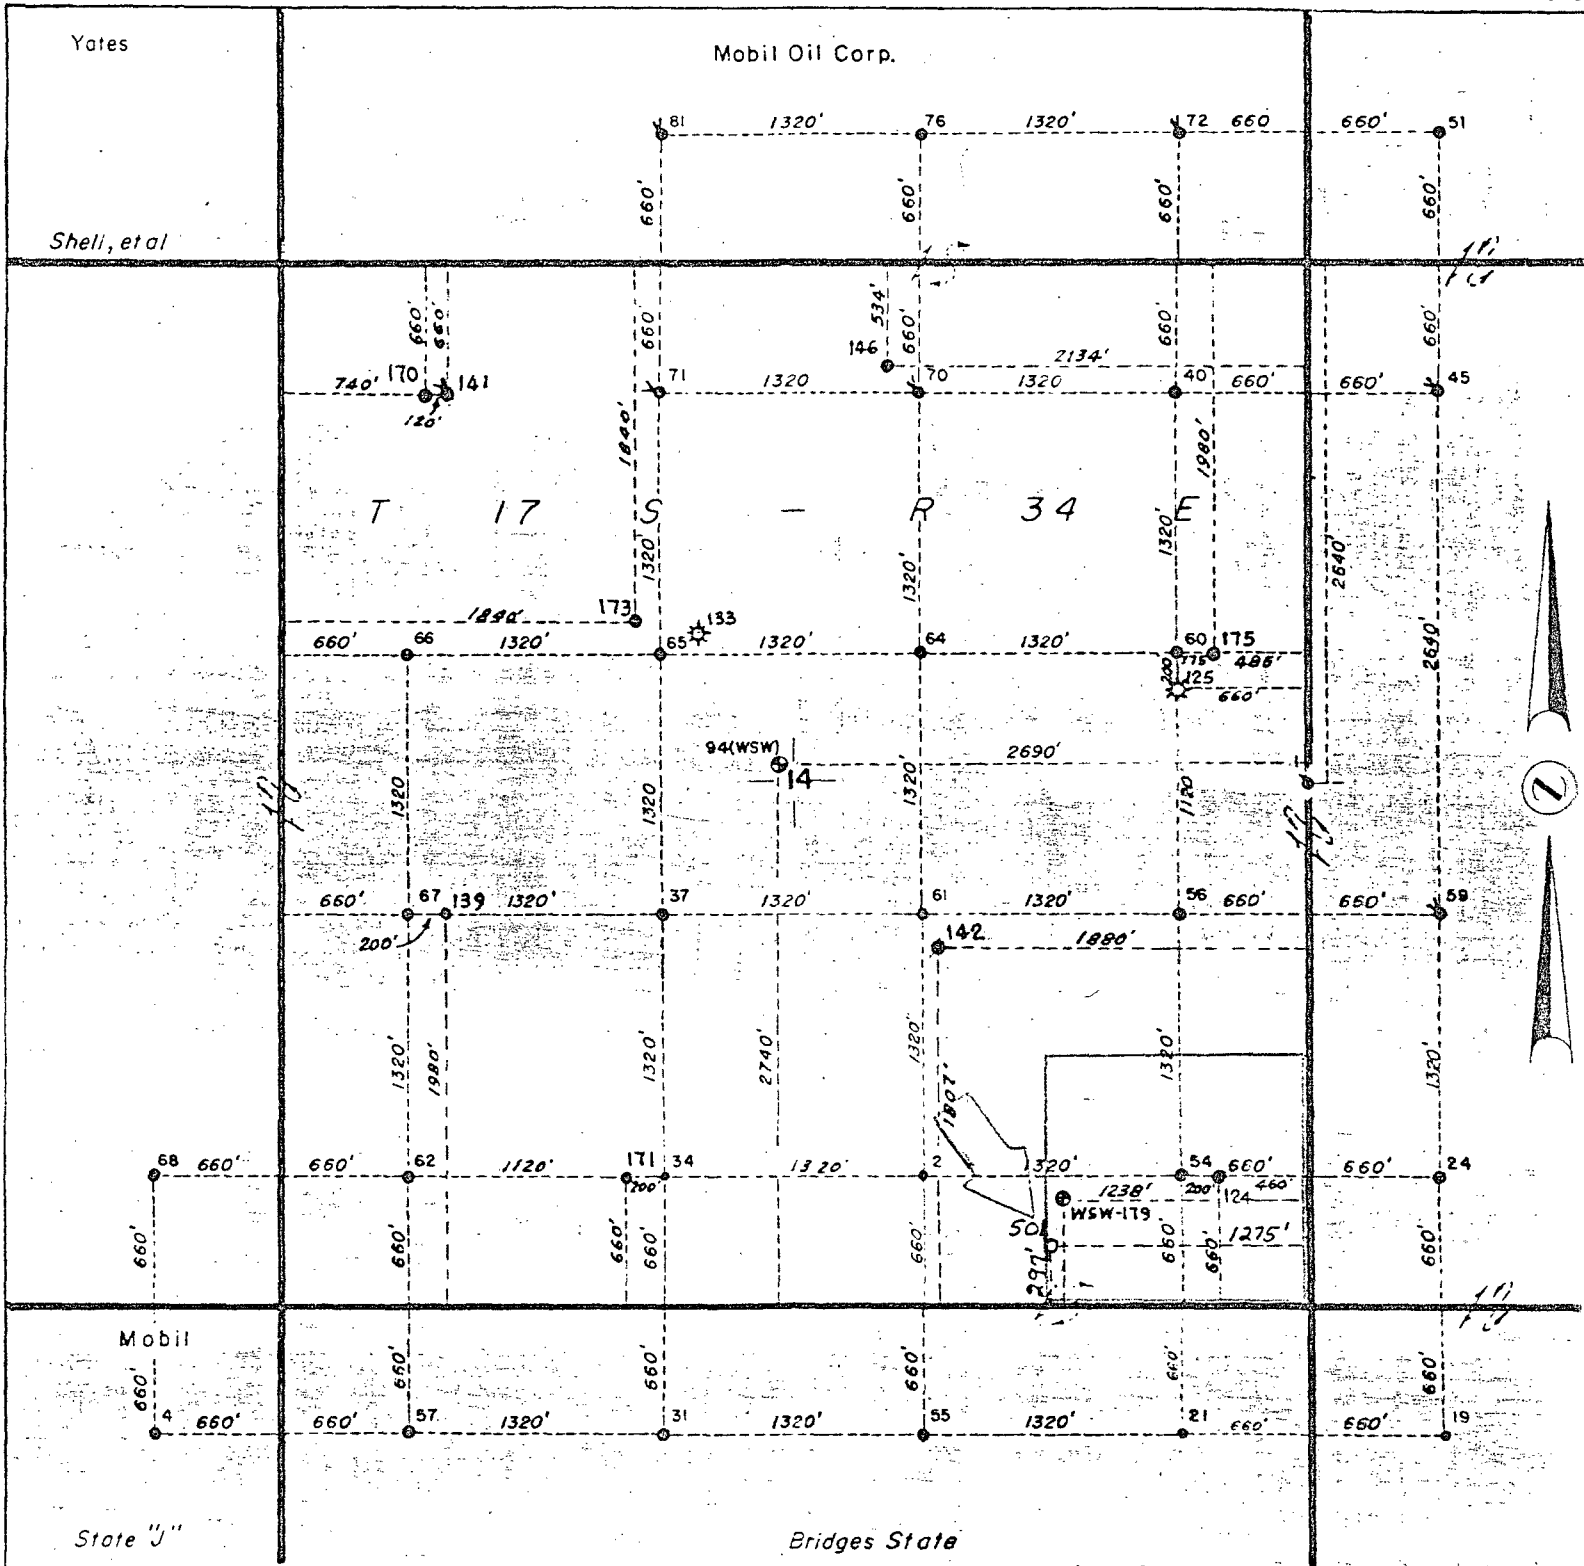 Yates
Mobil Oil Corp.
81 1320' 76 1320' 72 660 660' 51
660' 660' 660' 660'
Shell, et al
660' 660' 660 534' 660' 660' 660'
146 2134'
740' 170 141 71 1320 70 1320 40 660' 660' 45
120'
1840' 1980'
T 17 S - R 34 E
1320' 1320' 1320' 2640' 2640'
1840' 173 133
660' 66 1320' 65 1320' 64 1320' 60 175
200 175 486'
125
660'
94(WSW) 2690' 1
14
1320 1320 1320' 1120'
660' 67 139 1320' 37 1320' 61 1320' 56 660' 660' 59
200' 142 1880'
1320' 1980' 1320' 2740' 1320' 1320' 1320'
1807'
68 660' 660' 62 1120' 171 34 1320' 2 1320' 54 660' 660' 24
200' 1238' 200' 124 460'
WSW-179
501 1275'
660' 660' 660' 660' 660' 297' 660' 660' 660'
Mobil
660' 660' 660' 660' 660' 660'
4 660' 660' 57 1320' 31 1320' 55 1320' 21 660' 660' 19
State "J" Bridges State